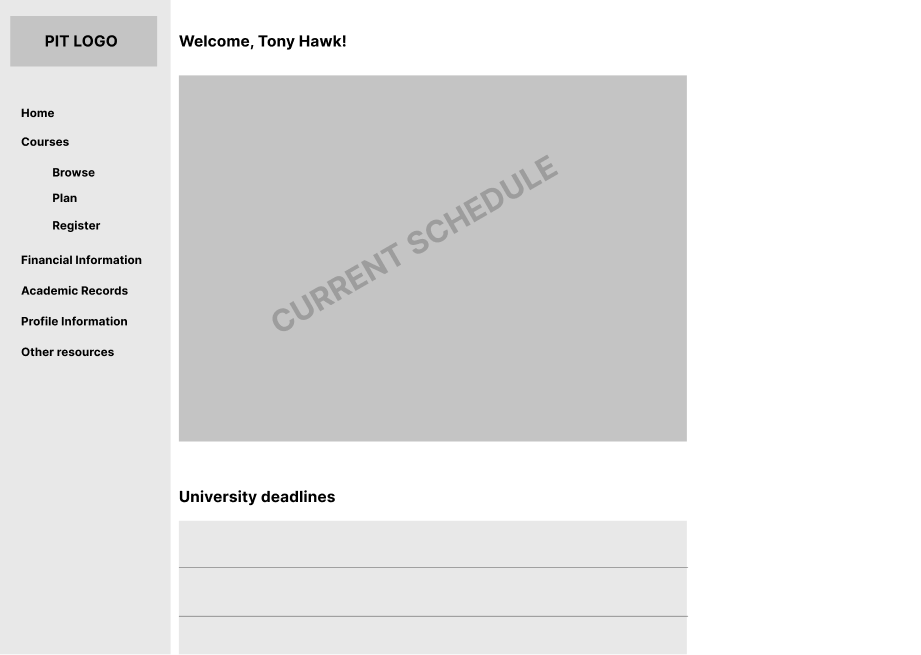 PIT LOGO
Home
Courses
Browse
Plan
Register
Financial Information
Academic Records
Profile Information
Other resources
Welcome, Tony Hawk!
CURRENT SCHEDULE
University deadlines